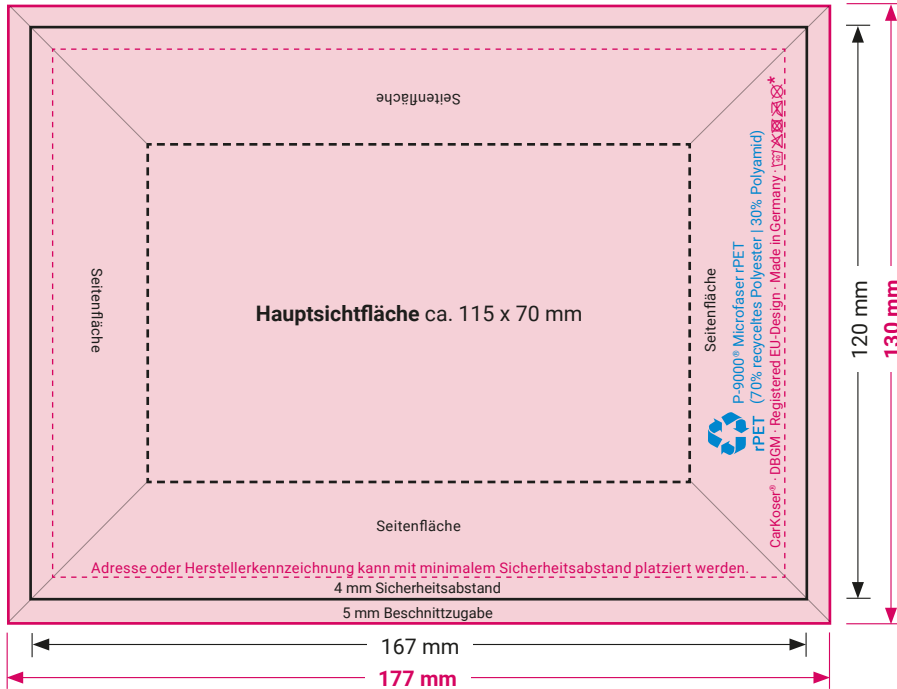 Seitenfläche
Seitenfläche
Hauptsichtfläche ca. 115 x 70 mm
Seitenfläche
rPET
P-9000® Microfaser rPET
(70% recyceltes Polyester | 30% Polyamid)
CarKoser® · DBGM · Registered EU-Design · Made in Germany · 40 *
120 mm
130 mm
Seitenfläche
Adresse oder Herstellerkennzeichnung kann mit minimalem Sicherheitsabstand platziert werden.
4 mm Sicherheitsabstand
5 mm Beschnittzugabe
167 mm
177 mm